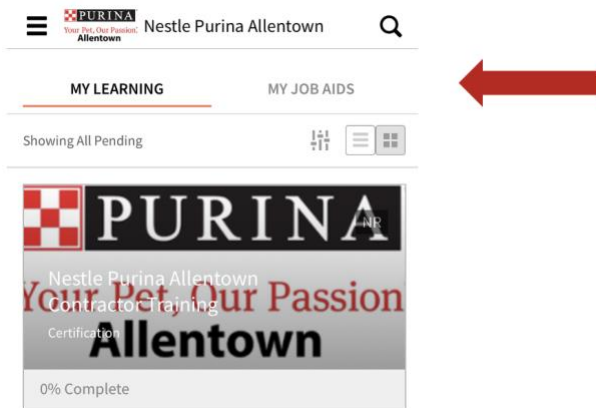 PURINA
Your Pet, Our Passion.
Allentown
Nestle Purina Allentown
MY LEARNING
MY JOB AIDS
Showing All Pending
PURINA
NR
Your Pet, Our Passion
Allentown
Nestle Purina Allentown
Contractor Training
Certification
0% Complete